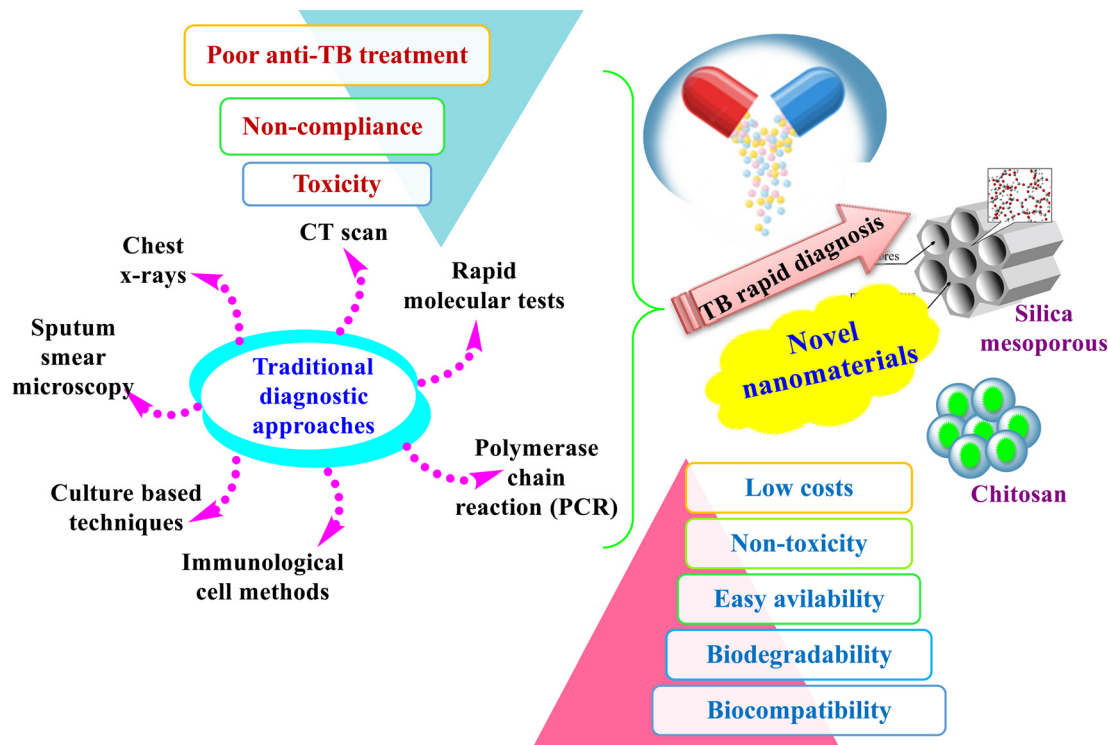 Poor anti-TB treatment
Non-compliance
Toxicity
CT scan
Chest
x-rays
Rapid
molecular tests
Sputum
smear
microscopy
Traditional
diagnostic
approaches
Polymerase
chain
reaction (PCR)
Culture based
techniques
Immunological
cell methods
TB rapid diagnosis
Novel
nanomaterials
Silica
mesoporous
Chitosan
Low costs
Non-toxicity
Easy avilability
Biodegradability
Biocompatibility